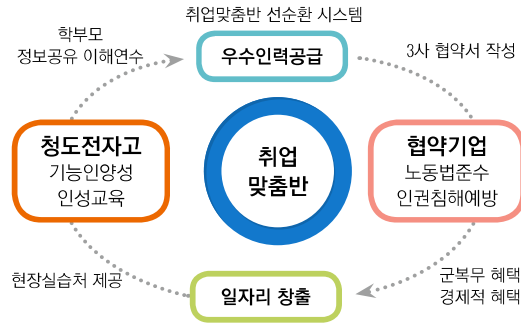 취업맞춤반 선순환 시스템
학부모
정보공유 이해연수
우수인력공급
3사 협약서 작성
청도전자고
기능인양성
인성교육
취업
맞춤반
협약기업
노동법준수
인권침해예방
현장실습처 제공
일자리 창출
군복무 혜택
경제적 혜택